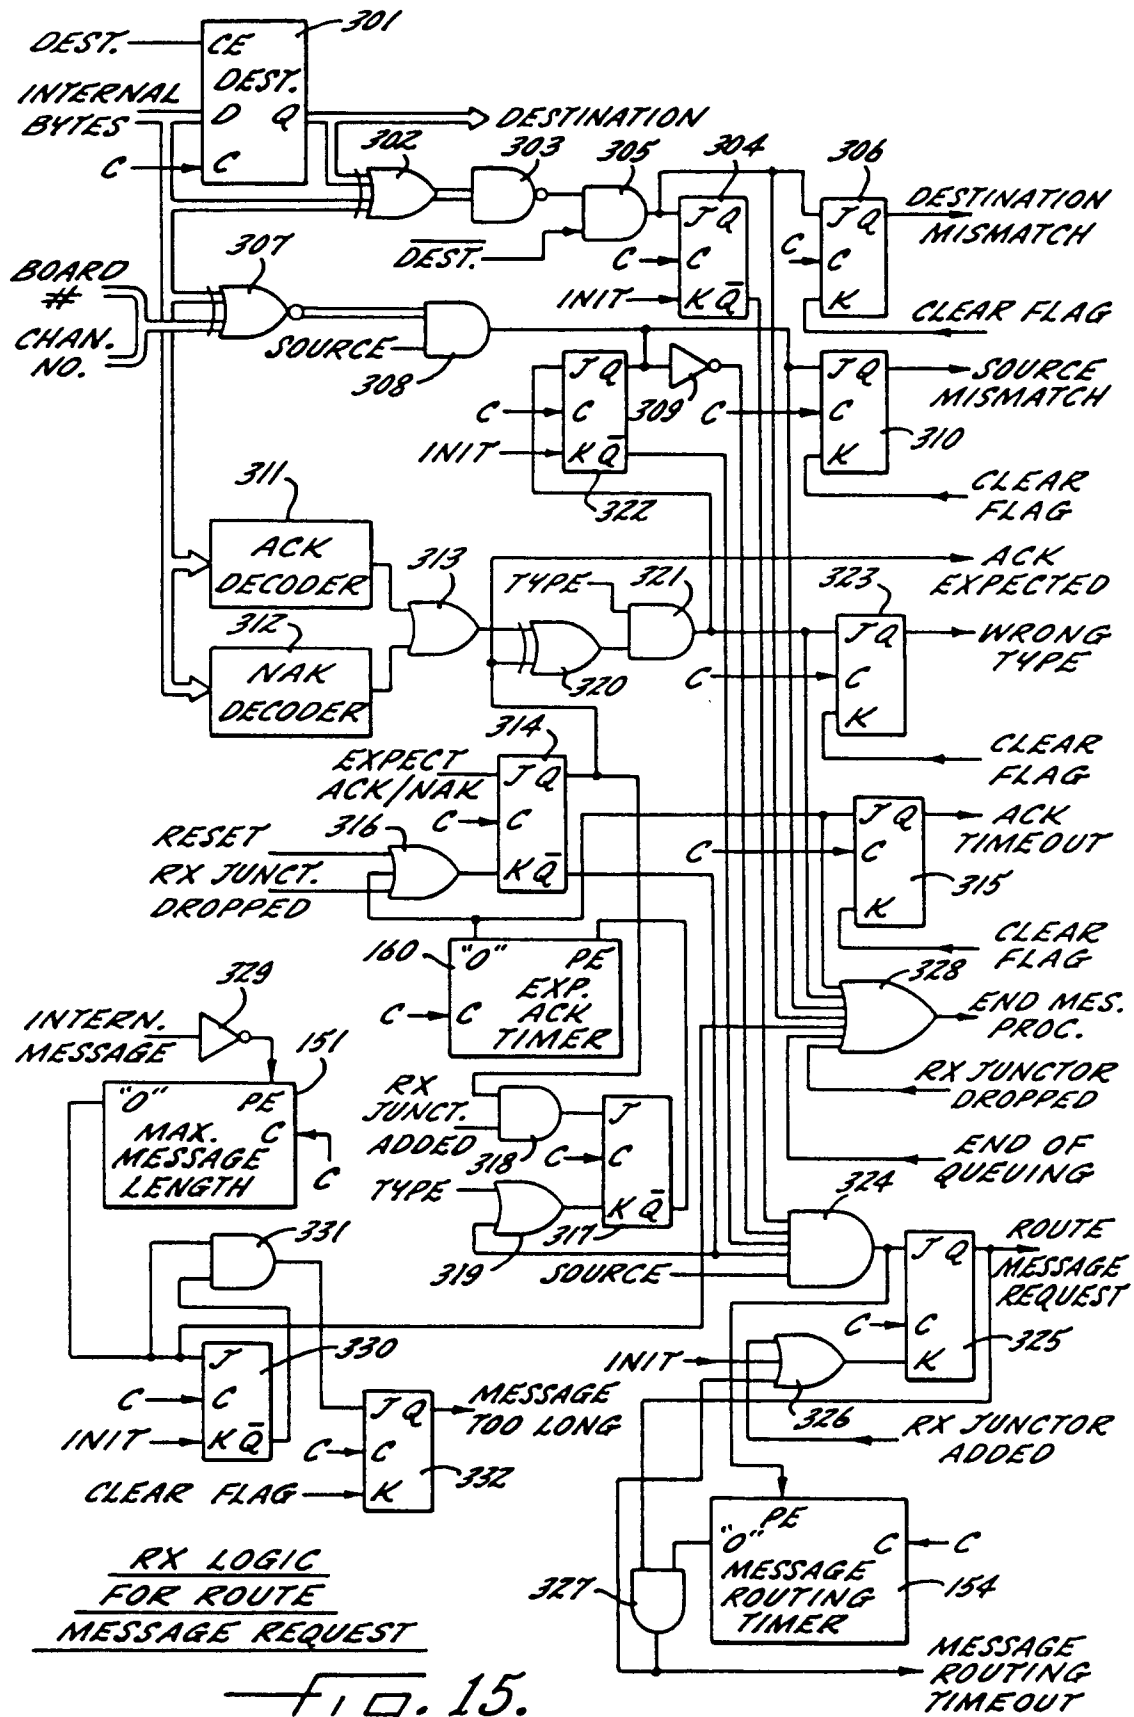 301
DEST.
CE
DEST.
INTERNAL
BYTES
D Q
DESTINATION
C
C
302
303
305
304
306
J Q
C
C
K Q̅
J Q
C
C
K
DESTINATION
MISMATCH
D̅E̅S̅T̅.̅
INIT
CLEAR FLAG
307
BOARD
#
CHAN.
NO.
SOURCE
308
J Q
C
C
INIT
K Q̅
322
309
C
J Q
C
K
310
SOURCE
MISMATCH
CLEAR
FLAG
311
ACK
DECODER
312
NAK
DECODER
313
TYPE
321
320
ACK
EXPECTED
323
J Q
C
C
K
WRONG
TYPE
CLEAR
FLAG
314
EXPECT
ACK/NAK
J Q
C
C
K Q̅
316
RESET
RX JUNCT.
DROPPED
J Q
C
C
K
315
ACK
TIMEOUT
CLEAR
FLAG
160
"O" PE
EXP.
ACK
TIMER
C
C
328
END MES.
PROC.
RX JUNCTOR
DROPPED
END OF
QUEUING
329
INTERN.
MESSAGE
151
"O" PE
C
MAX.
MESSAGE
LENGTH
C
RX
JUNCT.
ADDED
318
J
C
C
K Q̅
317
TYPE
319
SOURCE
324
J Q
C
C
K
325
ROUTE
MESSAGE
REQUEST
331
330
J
C
C
INIT
K Q̅
J Q
C
C
K
332
MESSAGE
TOO LONG
CLEAR FLAG
INIT
326
RX JUNCTOR
ADDED
PE
"O"
C
C
MESSAGE
ROUTING
TIMER
154
327
MESSAGE
ROUTING
TIMEOUT
RX LOGIC
FOR ROUTE
MESSAGE REQUEST
FIG. 15.